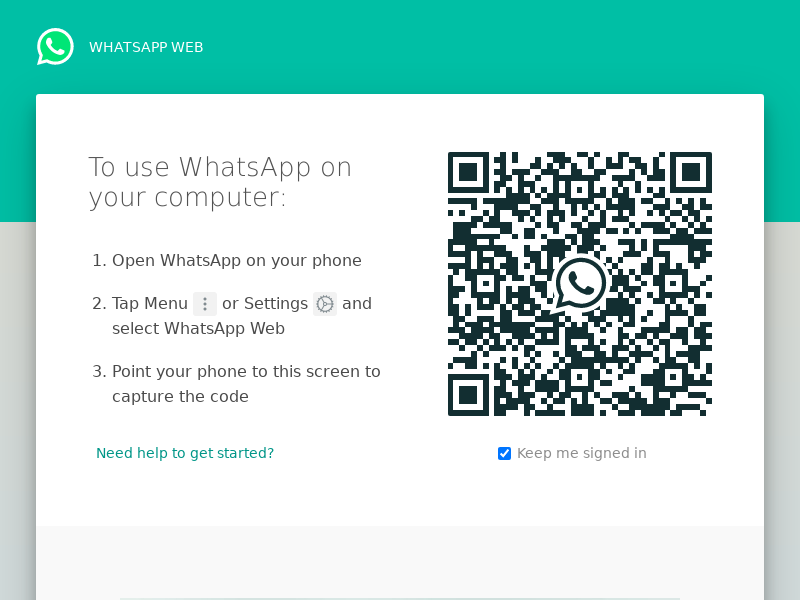 WHATSAPP WEB
To use WhatsApp on
your computer:
1. Open WhatsApp on your phone
2. Tap Menu or Settings and
select WhatsApp Web
3. Point your phone to this screen to
capture the code
Need help to get started?
Keep me signed in